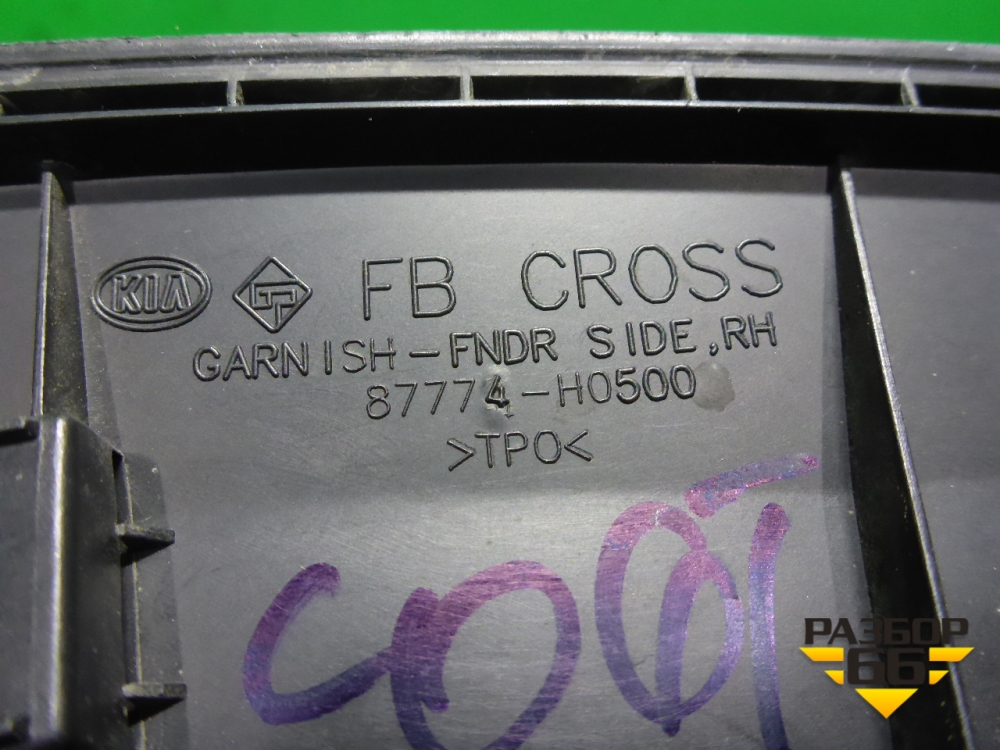 KIA FB CROSS
GARNISH-FNDR SIDE,RH
87774-H0500
>TPO<
РАЗБОР
66